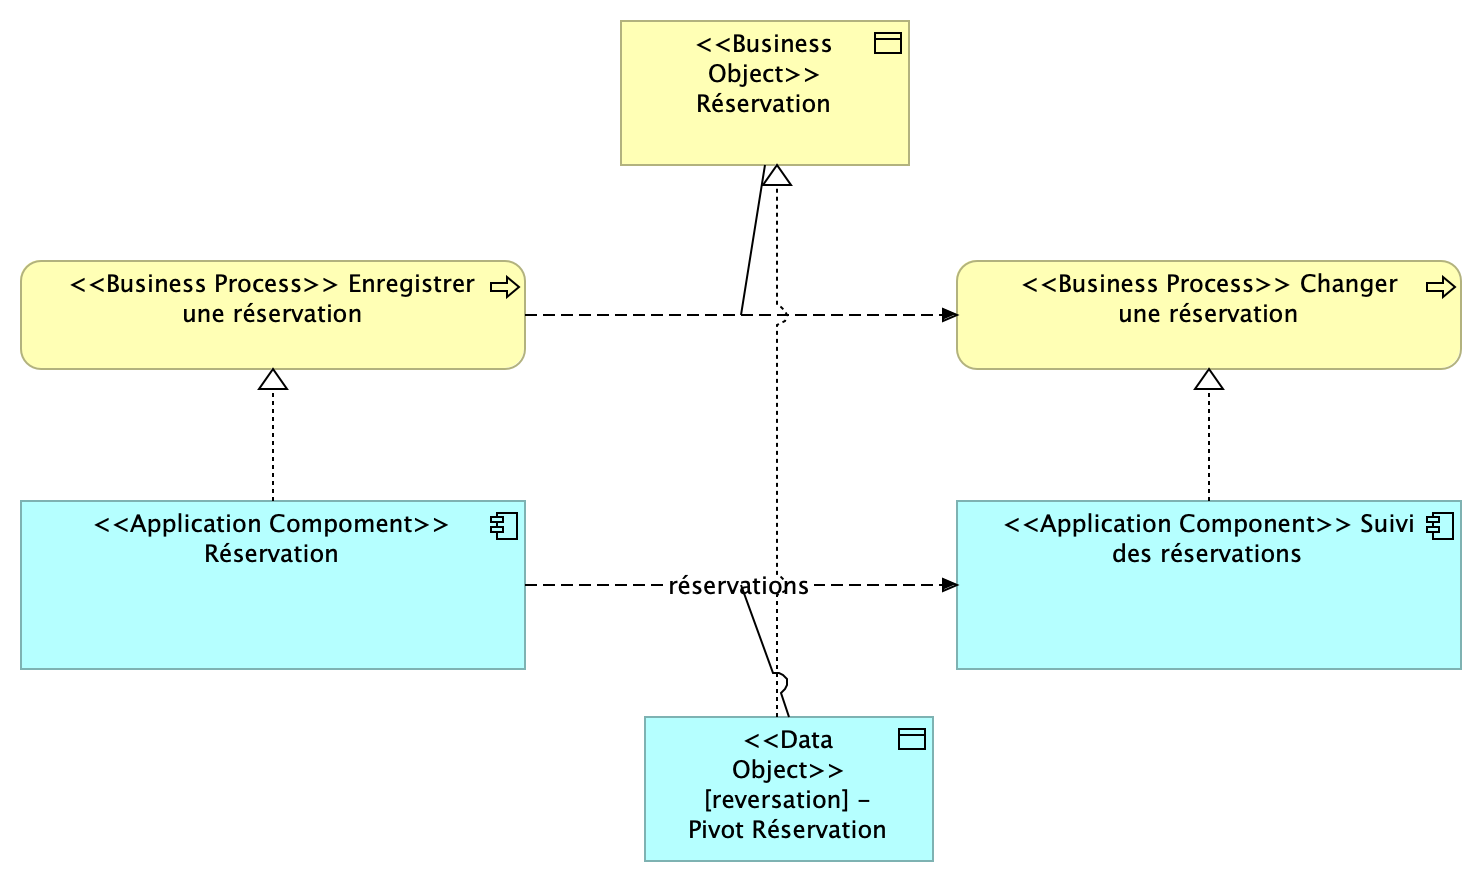 <<Business
Object>>
Réservation
<<Business Process>> Enregistrer
une réservation
<<Business Process>> Changer
une réservation
<<Application Compoment>>
Réservation
<<Application Component>> Suivi
des réservations
réservations
<<Data
Object>>
[reversation] -
Pivot Réservation